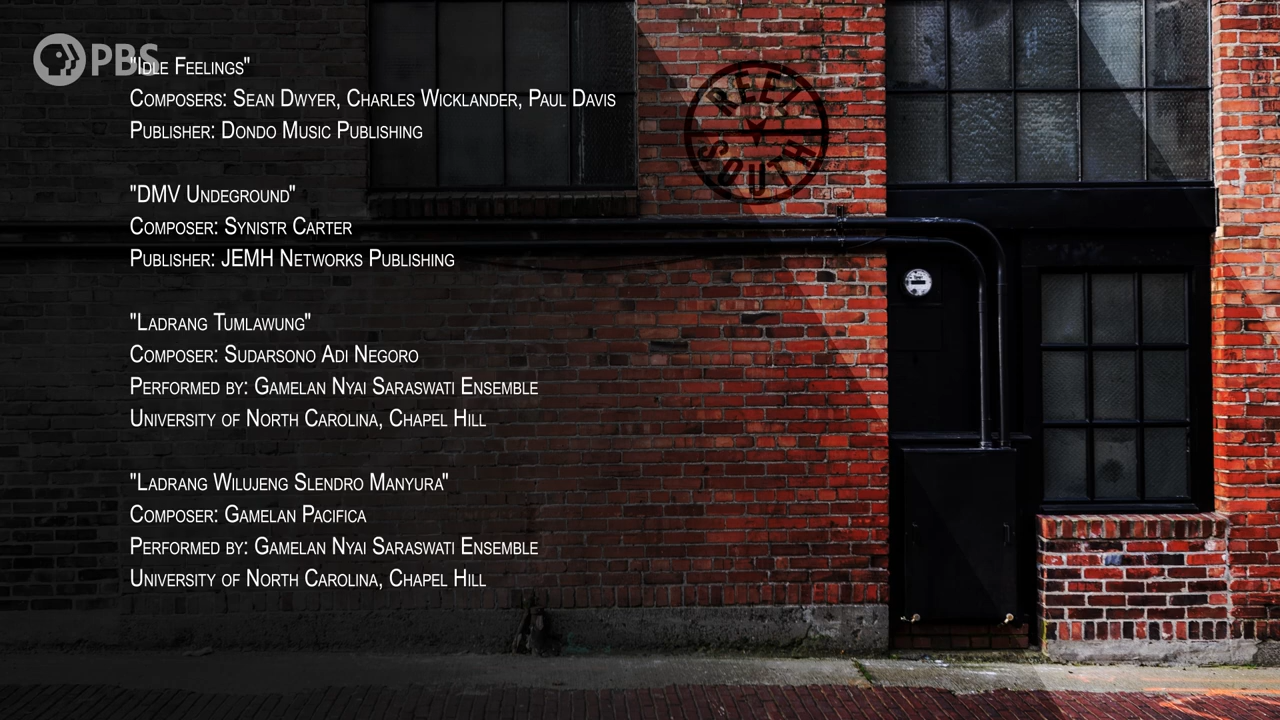 PBS
"Idle Feelings"
Composers: Sean Dwyer, Charles Wicklander, Paul Davis
Publisher: Dondo Music Publishing
"DMV Undeground"
Composer: Synistr Carter
Publisher: JEMH Networks Publishing
"Ladrang Tumlawung"
Composer: Sudarsono Adi Negoro
Performed by: Gamelan Nyai Saraswati Ensemble
University of North Carolina, Chapel Hill
"Ladrang Wilujeng Slendro Manyura"
Composer: Gamelan Pacifica
Performed by: Gamelan Nyai Saraswati Ensemble
University of North Carolina, Chapel Hill
REEL
SOUTH